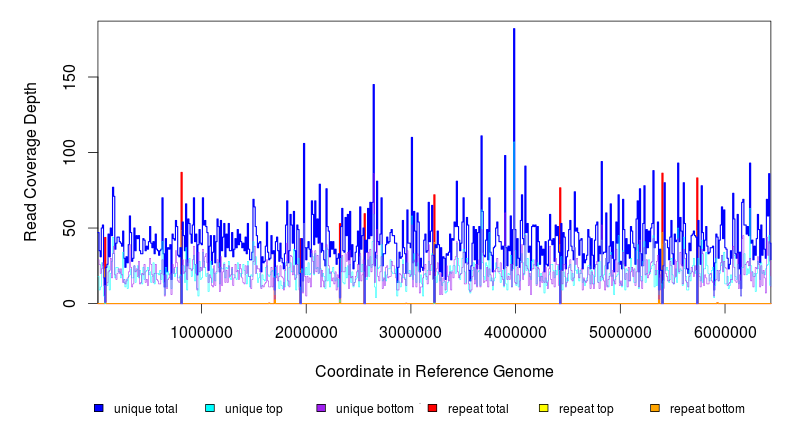 Read Coverage Depth
150
100
50
0
1000000 2000000 3000000 4000000 5000000 6000000
Coordinate in Reference Genome
unique total unique top unique bottom repeat total repeat top repeat bottom